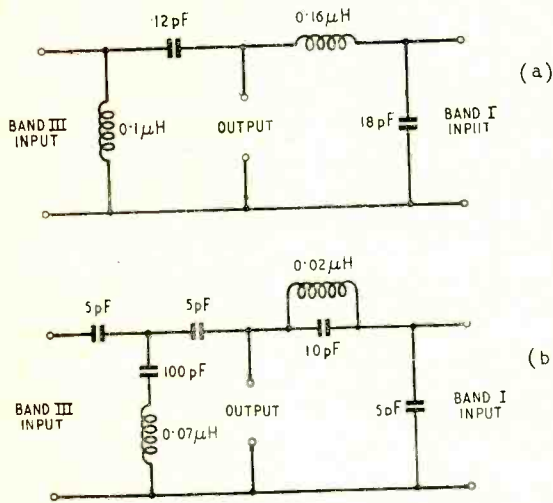 ·12pF
0·16μH
(a)
BAND III
INPUT
0·1μH
OUTPUT
18pF
BAND I
INPUT
0·02μH
5pF
5pF
10pF
(b
100pF
BAND III
INPUT
OUTPUT
5pF
BAND I
INPUT
0·07μH